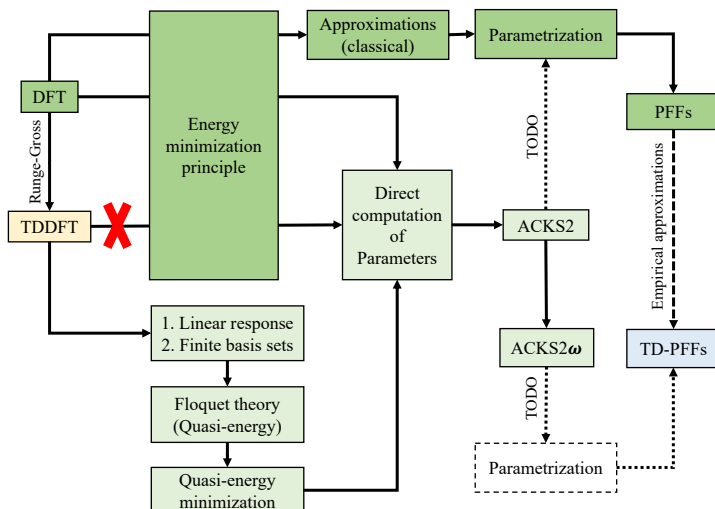 Approximations
(classical)
Parametrization
DFT
PFFs
Energy
minimization
principle
Runge-Gross
TODO
Direct
computation
of
Parameters
Empirical approximations
TDDFT
ACKS2
1. Linear response
2. Finite basis sets
ACKS2ω
TD-PFFs
Floquet theory
(Quasi-energy)
TODO
Parametrization
Quasi-energy
minimization